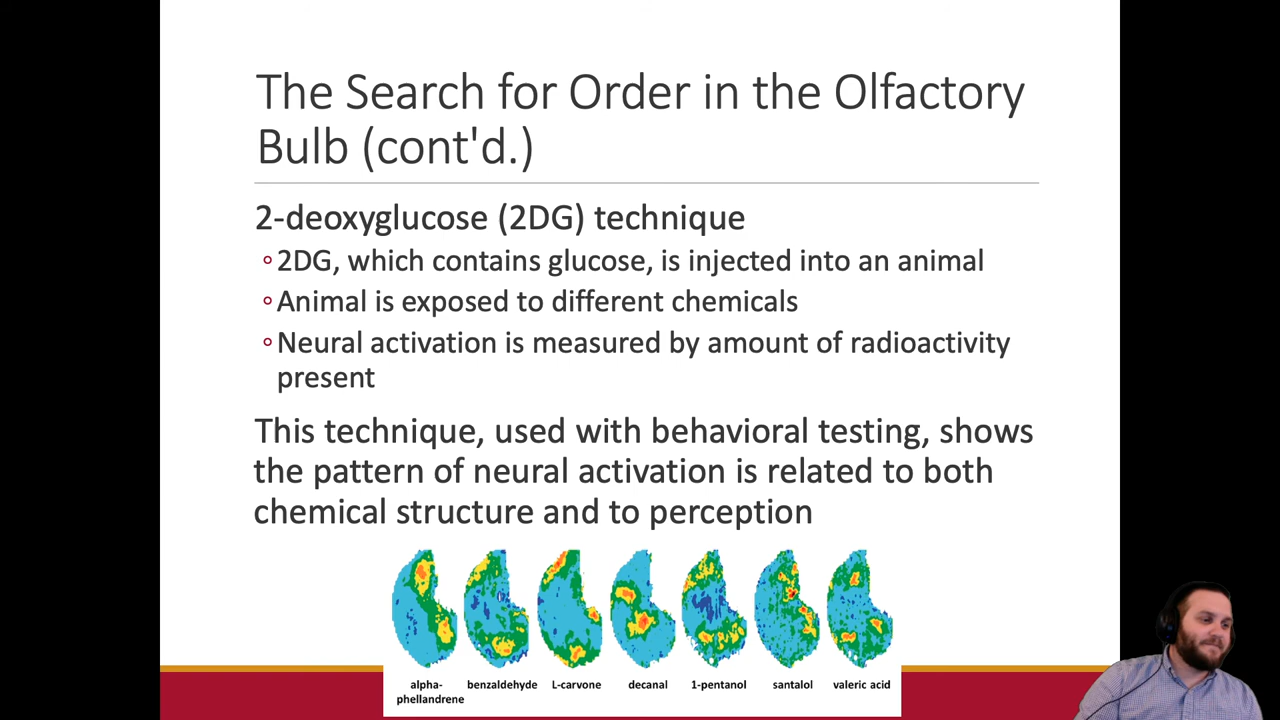 The Search for Order in the Olfactory
Bulb (cont'd.)
2-deoxyglucose (2DG) technique
◦2DG, which contains glucose, is injected into an animal
◦Animal is exposed to different chemicals
◦Neural activation is measured by amount of radioactivity
present
This technique, used with behavioral testing, shows
the pattern of neural activation is related to both
chemical structure and to perception
alpha-
phellandrene
benzaldehyde
L-carvone
decanal
1-pentanol
santalol
valeric acid